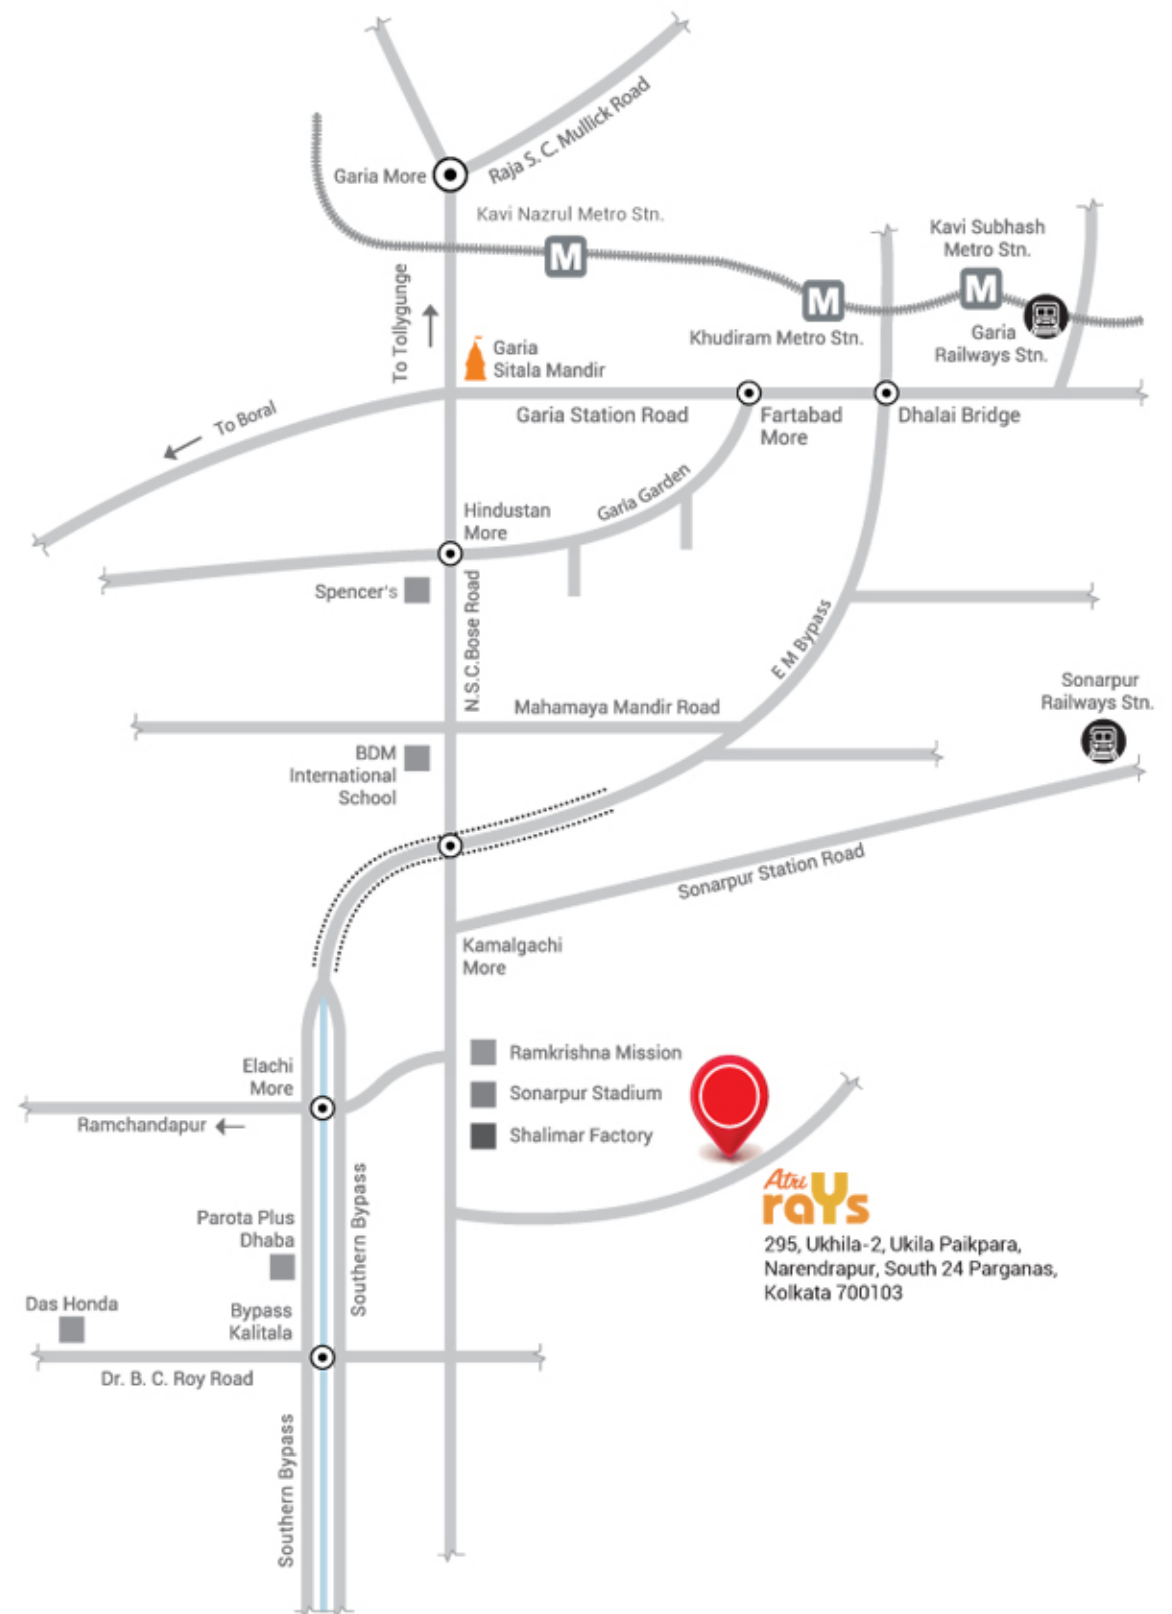 Raja S. C. Mullick Road
Garia More
Kavi Nazrul Metro Stn.
Kavi Subhash
Metro Stn.
M
M
M
To Tollygunge
Khudiram Metro Stn.
Garia
Railways Stn.
Garia
Sitala Mandir
To Boral
Garia Station Road
Fartabad
More
Dhalai Bridge
Garia Garden
Hindustan
More
Spencer's
N.S.C.Bose Road
E M Bypass
Sonarpur
Railways Stn.
Mahamaya Mandir Road
BDM
International
School
Sonarpur Station Road
Kamalgachi
More
Elachi
More
Ramkrishna Mission
Sonarpur Stadium
Shalimar Factory
Ramchandapur
Southern Bypass
Atri
rays
295, Ukhila-2, Ukila Paikpara,
Narendrapur, South 24 Parganas,
Kolkata 700103
Parota Plus
Dhaba
Das Honda
Bypass
Kalitala
Dr. B. C. Roy Road
Southern Bypass